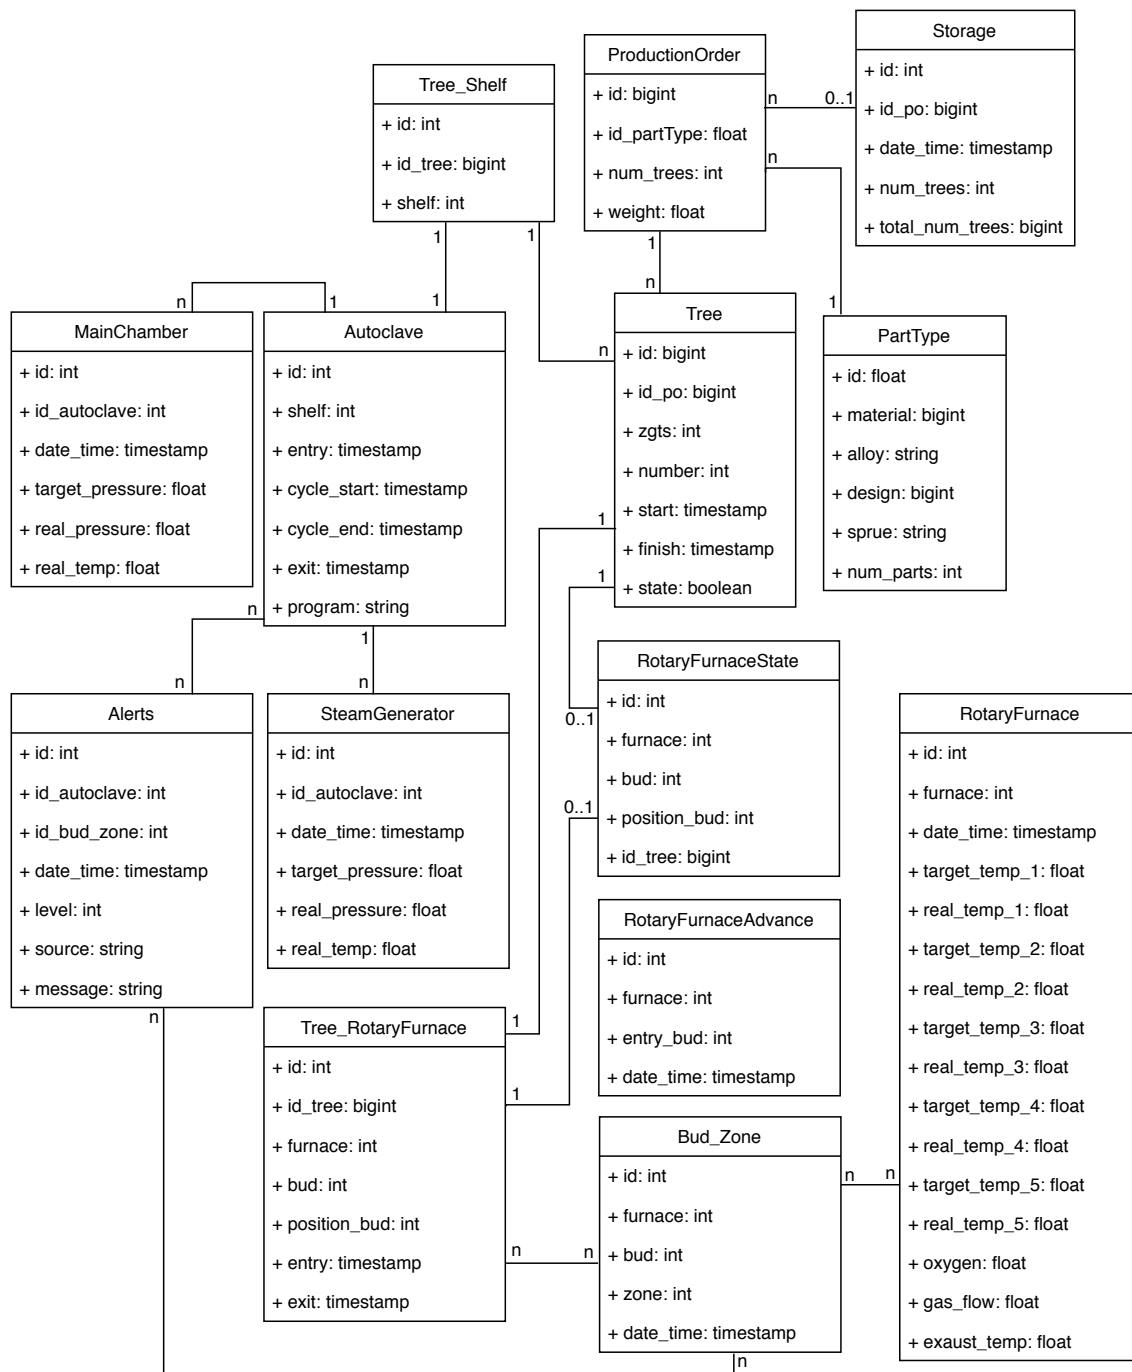 Storage
+ id: int
+ id_po: bigint
+ date_time: timestamp
+ num_trees: int
+ total_num_trees: bigint
ProductionOrder
+ id: bigint
+ id_partType: float
+ num_trees: int
+ weight: float
n
0..1
n
1
Tree_Shelf
+ id: int
+ id_tree: bigint
+ shelf: int
1
1
n
1
1
n
1
MainChamber
+ id: int
+ id_autoclave: int
+ date_time: timestamp
+ target_pressure: float
+ real_pressure: float
+ real_temp: float
Autoclave
+ id: int
+ shelf: int
+ entry: timestamp
+ cycle_start: timestamp
+ cycle_end: timestamp
+ exit: timestamp
+ program: string
Tree
+ id: bigint
+ id_po: bigint
+ zgts: int
+ number: int
+ start: timestamp
+ finish: timestamp
+ state: boolean
n
1
1
PartType
+ id: float
+ material: bigint
+ alloy: string
+ design: bigint
+ sprue: string
+ num_parts: int
n
1
n
n
Alerts
+ id: int
+ id_autoclave: int
+ id_bud_zone: int
+ date_time: timestamp
+ level: int
+ source: string
+ message: string
n
SteamGenerator
+ id: int
+ id_autoclave: int
+ date_time: timestamp
+ target_pressure: float
+ real_pressure: float
+ real_temp: float
RotaryFurnaceState
+ id: int
+ furnace: int
+ bud: int
+ position_bud: int
+ id_tree: bigint
0..1
0..1
RotaryFurnace
+ id: int
+ furnace: int
+ date_time: timestamp
+ target_temp_1: float
+ real_temp_1: float
+ target_temp_2: float
+ real_temp_2: float
+ target_temp_3: float
+ real_temp_3: float
+ target_temp_4: float
+ real_temp_4: float
+ target_temp_5: float
+ real_temp_5: float
+ oxygen: float
+ gas_flow: float
+ exaust_temp: float
RotaryFurnaceAdvance
+ id: int
+ furnace: int
+ entry_bud: int
+ date_time: timestamp
Tree_RotaryFurnace
+ id: int
+ id_tree: bigint
+ furnace: int
+ bud: int
+ position_bud: int
+ entry: timestamp
+ exit: timestamp
1
1
n
n
Bud_Zone
+ id: int
+ furnace: int
+ bud: int
+ zone: int
+ date_time: timestamp
n
n
n